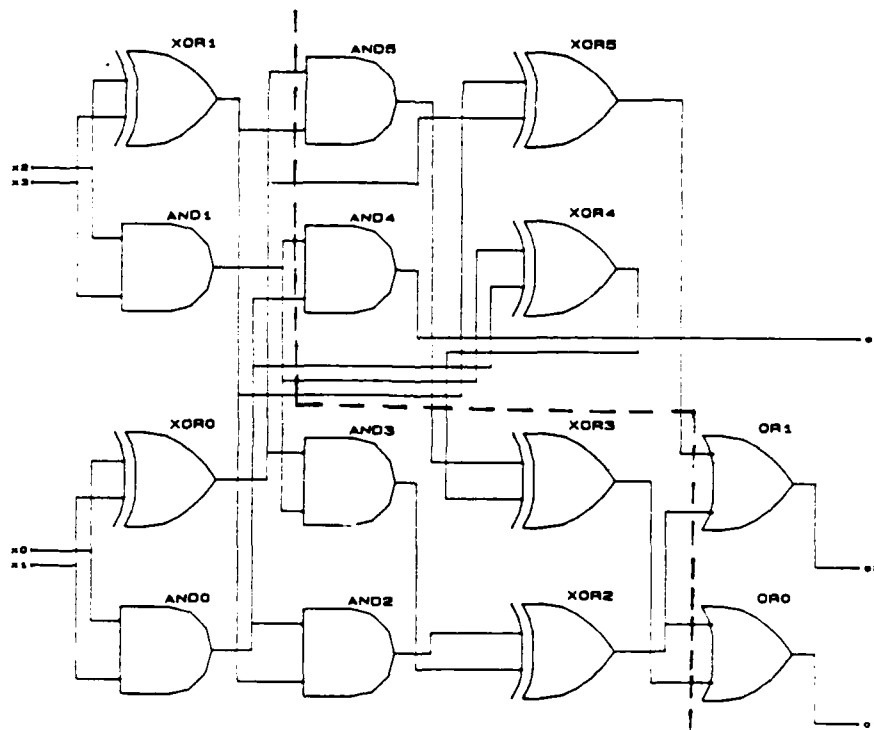 XOR1
AND5
XOR5
X2
X3
AND1
AND4
XOR4
XOR0
AND3
XOR3
OR1
X0
X1
AND0
AND2
XOR2
OR0